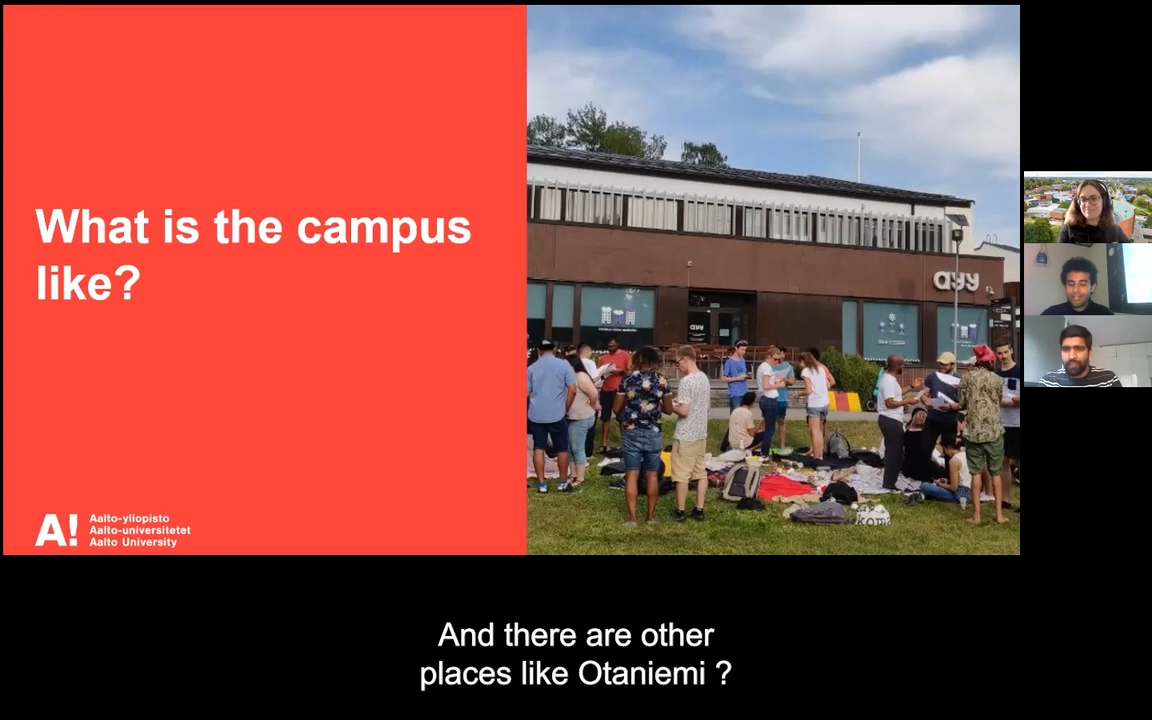 What is the campus
like?
A! Aalto-yliopisto
Aalto-universitetet
Aalto University
ayy
ayy
And there are other
places like Otaniemi ?